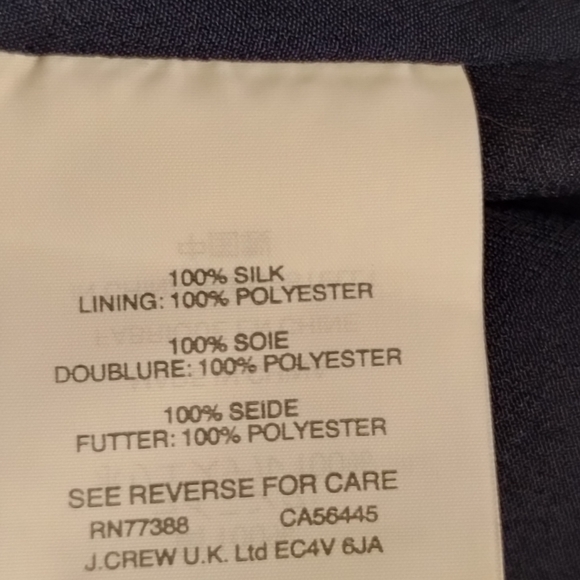 100% SILK
LINING: 100% POLYESTER
100% SOIE
DOUBLURE: 100% POLYESTER
100% SEIDE
FUTTER: 100% POLYESTER
SEE REVERSE FOR CARE
RN77388 CA56445
J.CREW U.K. Ltd EC4V 6JA